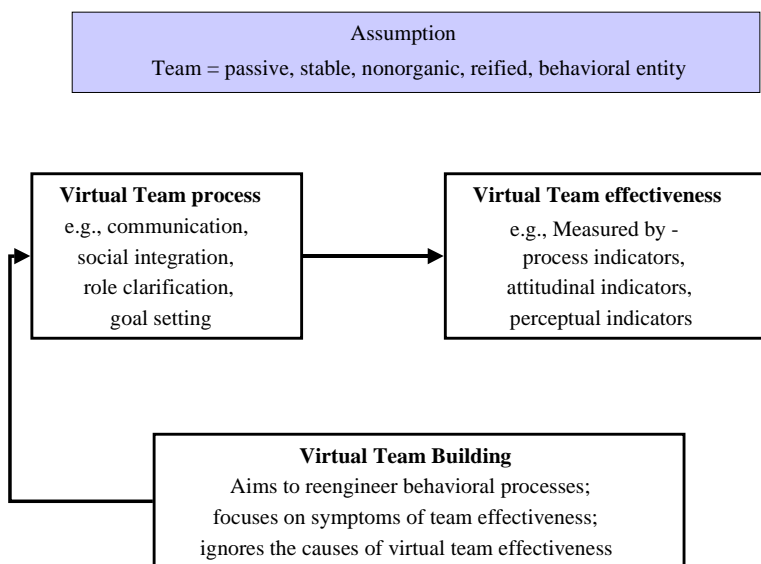 Assumption
Team = passive, stable, nonorganic, reified, behavioral entity
Virtual Team process
e.g., communication,
social integration,
role clarification,
goal setting
Virtual Team effectiveness
e.g., Measured by -
process indicators,
attitudinal indicators,
perceptual indicators
Virtual Team Building
Aims to reengineer behavioral processes;
focuses on symptoms of team effectiveness;
ignores the causes of virtual team effectiveness